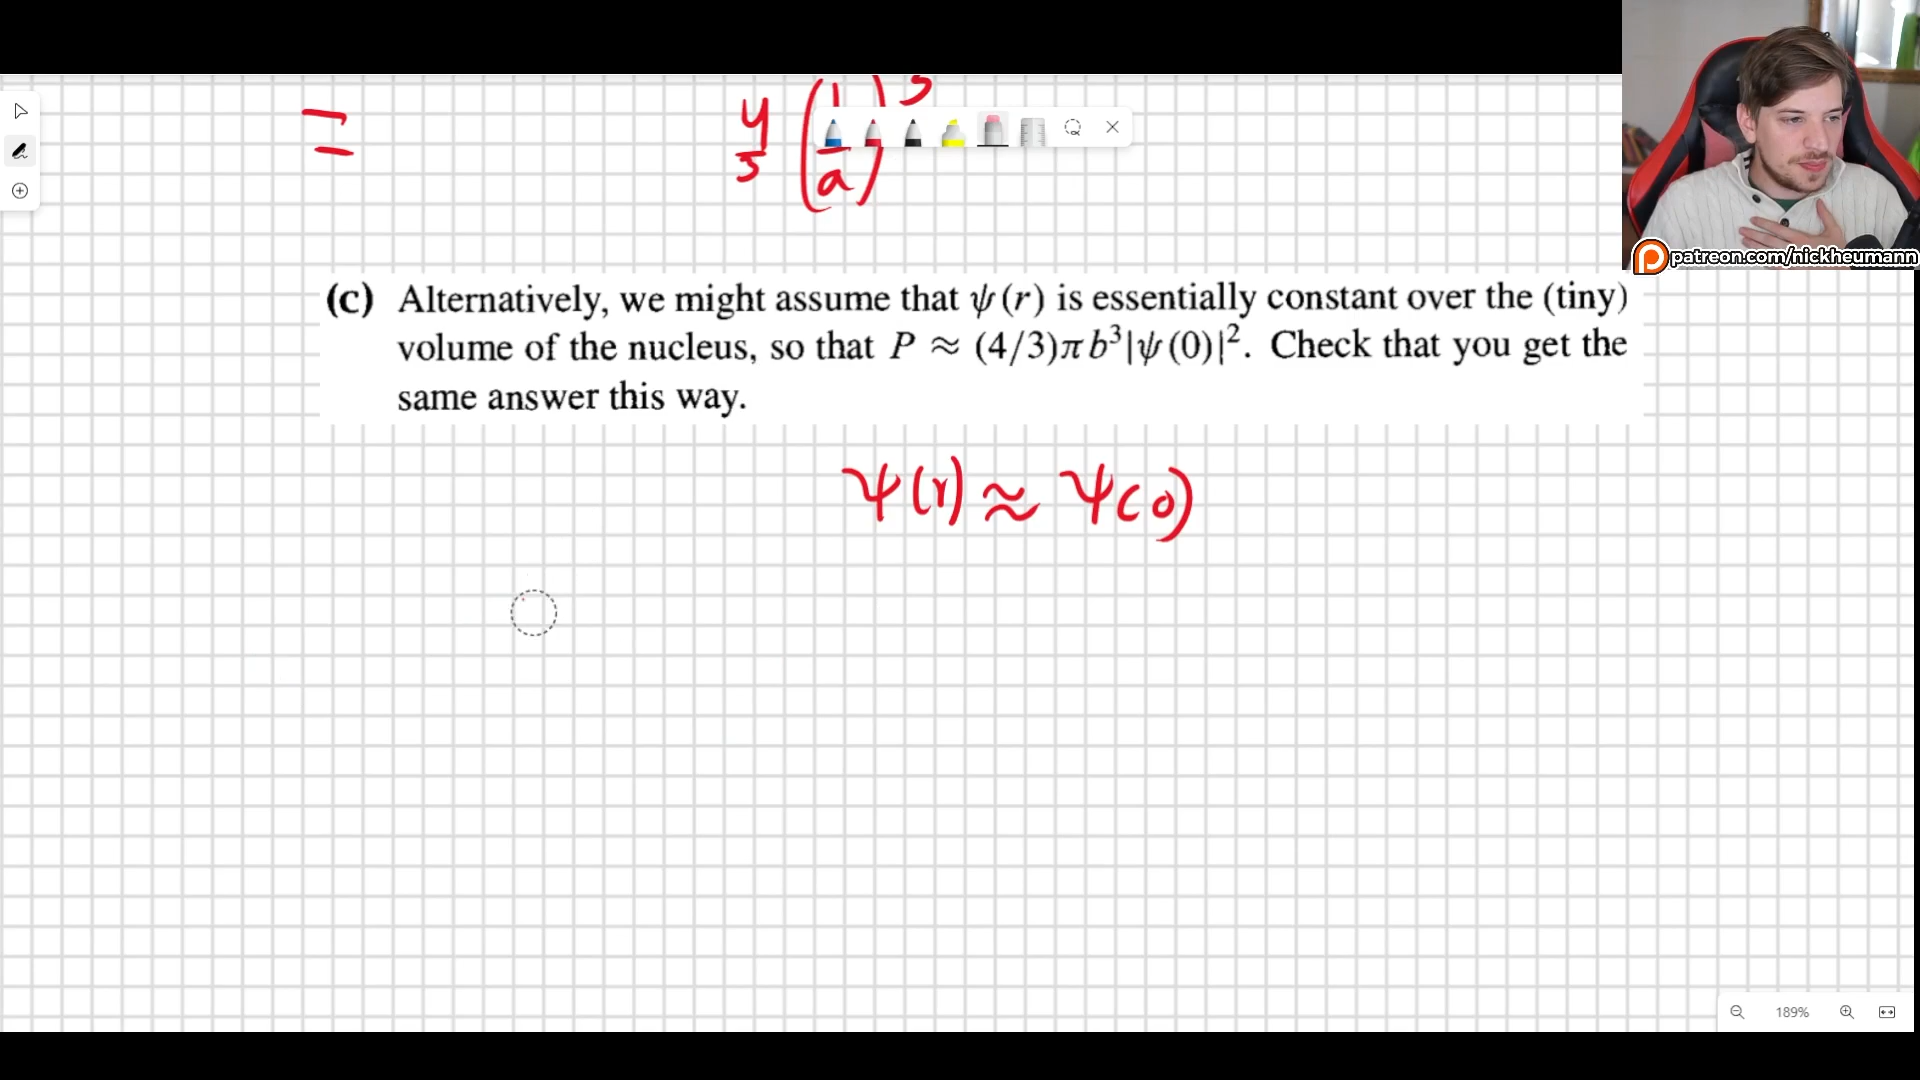 = 4/3 (1/a)
patreon.com/nickheumann
(c) Alternatively, we might assume that ψ(r) is essentially constant over the (tiny)
volume of the nucleus, so that P ≈ (4/3)πb³|ψ(0)|². Check that you get the
same answer this way.
ψ(r) ≈ ψ(0)
189%